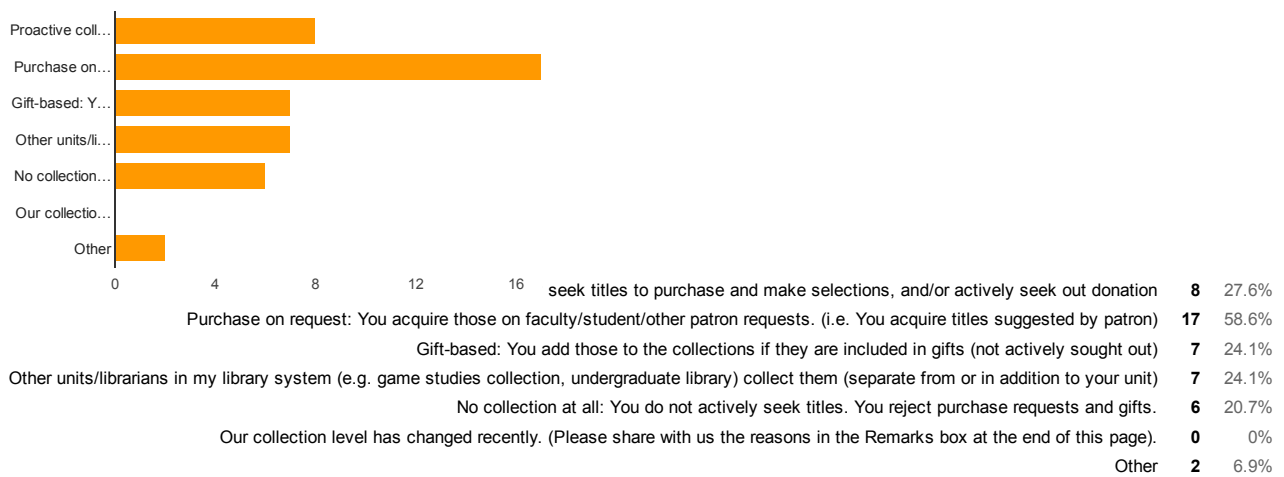 Proactive coll…
Purchase on…
Gift-based: Y…
Other units/li…
No collection…
Our collectio…
Other
0 4 8 12 16
seek titles to purchase and make selections, and/or actively seek out donation 8 27.6%
Purchase on request: You acquire those on faculty/student/other patron requests. (i.e. You acquire titles suggested by patron) 17 58.6%
Gift-based: You add those to the collections if they are included in gifts (not actively sought out) 7 24.1%
Other units/librarians in my library system (e.g. game studies collection, undergraduate library) collect them (separate from or in addition to your unit) 7 24.1%
No collection at all: You do not actively seek titles. You reject purchase requests and gifts. 6 20.7%
Our collection level has changed recently. (Please share with us the reasons in the Remarks box at the end of this page). 0 0%
Other 2 6.9%